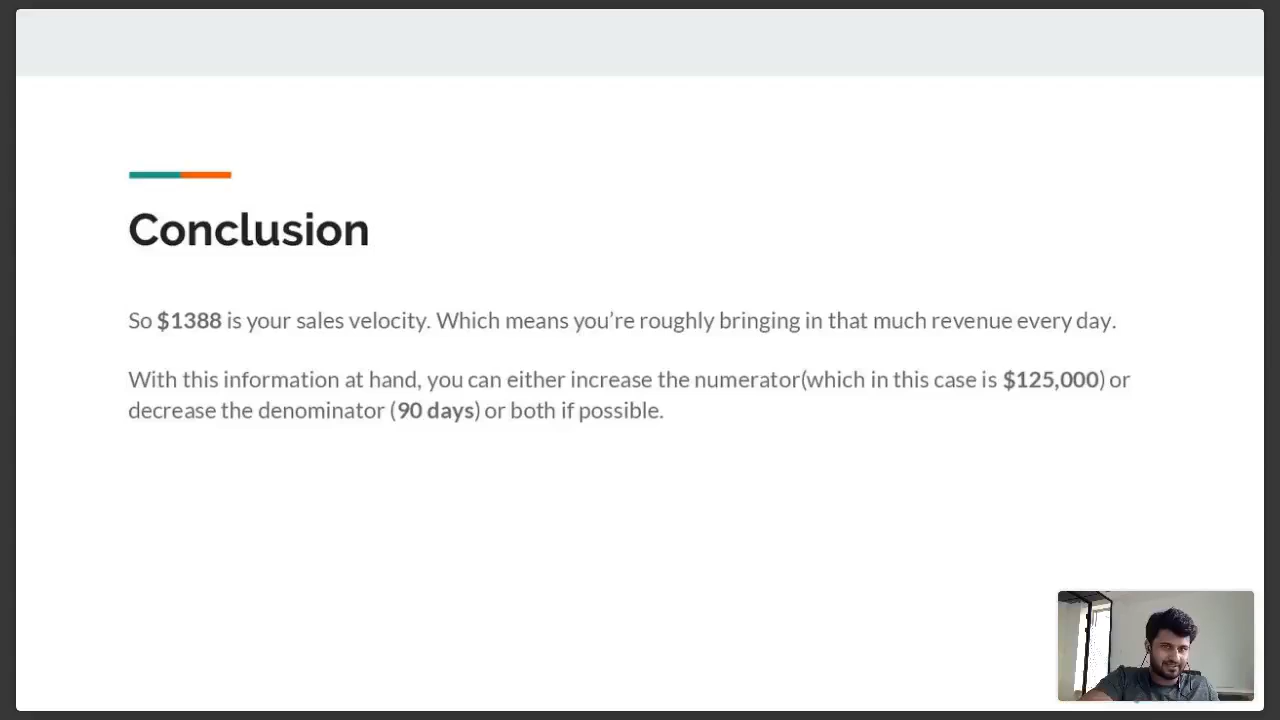 Conclusion
So $1388 is your sales velocity. Which means you’re roughly bringing in that much revenue every day.
With this information at hand, you can either increase the numerator(which in this case is $125,000) or
decrease the denominator (90 days) or both if possible.